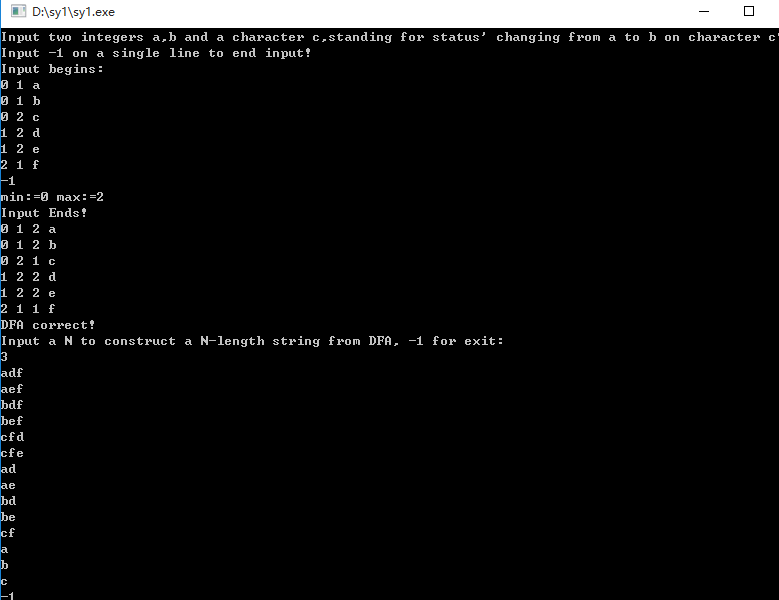 D:\sy1\sy1.exe
Input two integers a,b and a character c,standing for status' changing from a to b on character c'
Input -1 on a single line to end input!
Input begins:
0 1 a
0 1 b
0 2 c
1 2 d
1 2 e
2 1 f
-1
min:=0 max:=2
Input Ends!
0 1 2 a
0 1 2 b
0 2 1 c
1 2 2 d
1 2 2 e
2 1 1 f
DFA correct!
Input a N to construct a N-length string from DFA, -1 for exit:
3
adf
aef
bdf
bef
cfd
cfe
ad
ae
bd
be
cf
a
b
c
-1